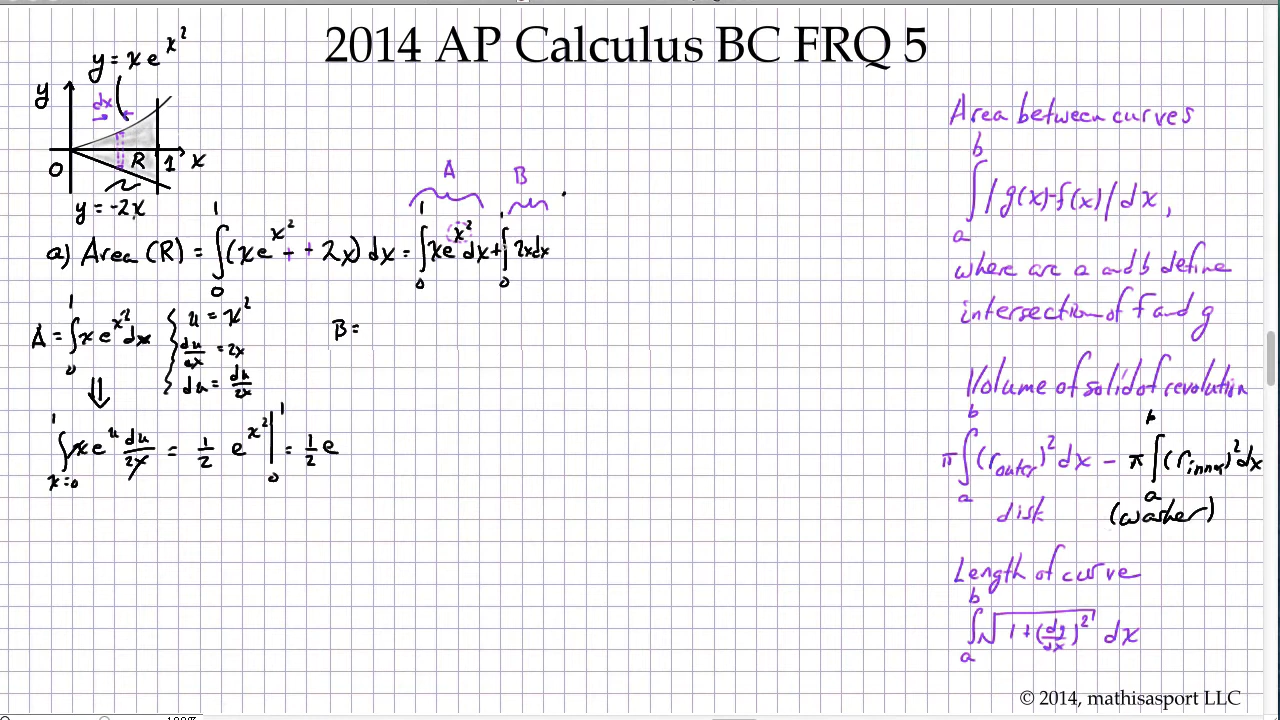 2014 AP Calculus BC FRQ 5
y = xe^{x^2}
y
dx
0
R
1
x
y = -2x
A
B
a) Area (R) = ∫_0^1 (xe^{x^2} + + 2x) dx = ∫_0^1 xe^{x^2} dx + ∫_0^1 2xdx
A = ∫_0^1 x e^{x^2} dx
u = x^2
du/dx = 2x
du = du/2x
B =
⇓
∫_{x=0}^1 xe^u du/2x = 1/2 e^{x^2} |_0^1 = 1/2 e
Area between curves
∫_a^b |g(x)-f(x)| dx,
where are a and b define
intersection of f and g
Volume of solid of revolution
π ∫_a^b (r_outer)^2 dx - π ∫_a^b (r_inner)^2 dx
disk (washer)
Length of curve
∫_a^b √(1+(dy/dx)^2) dx
© 2014, mathisasport LLC